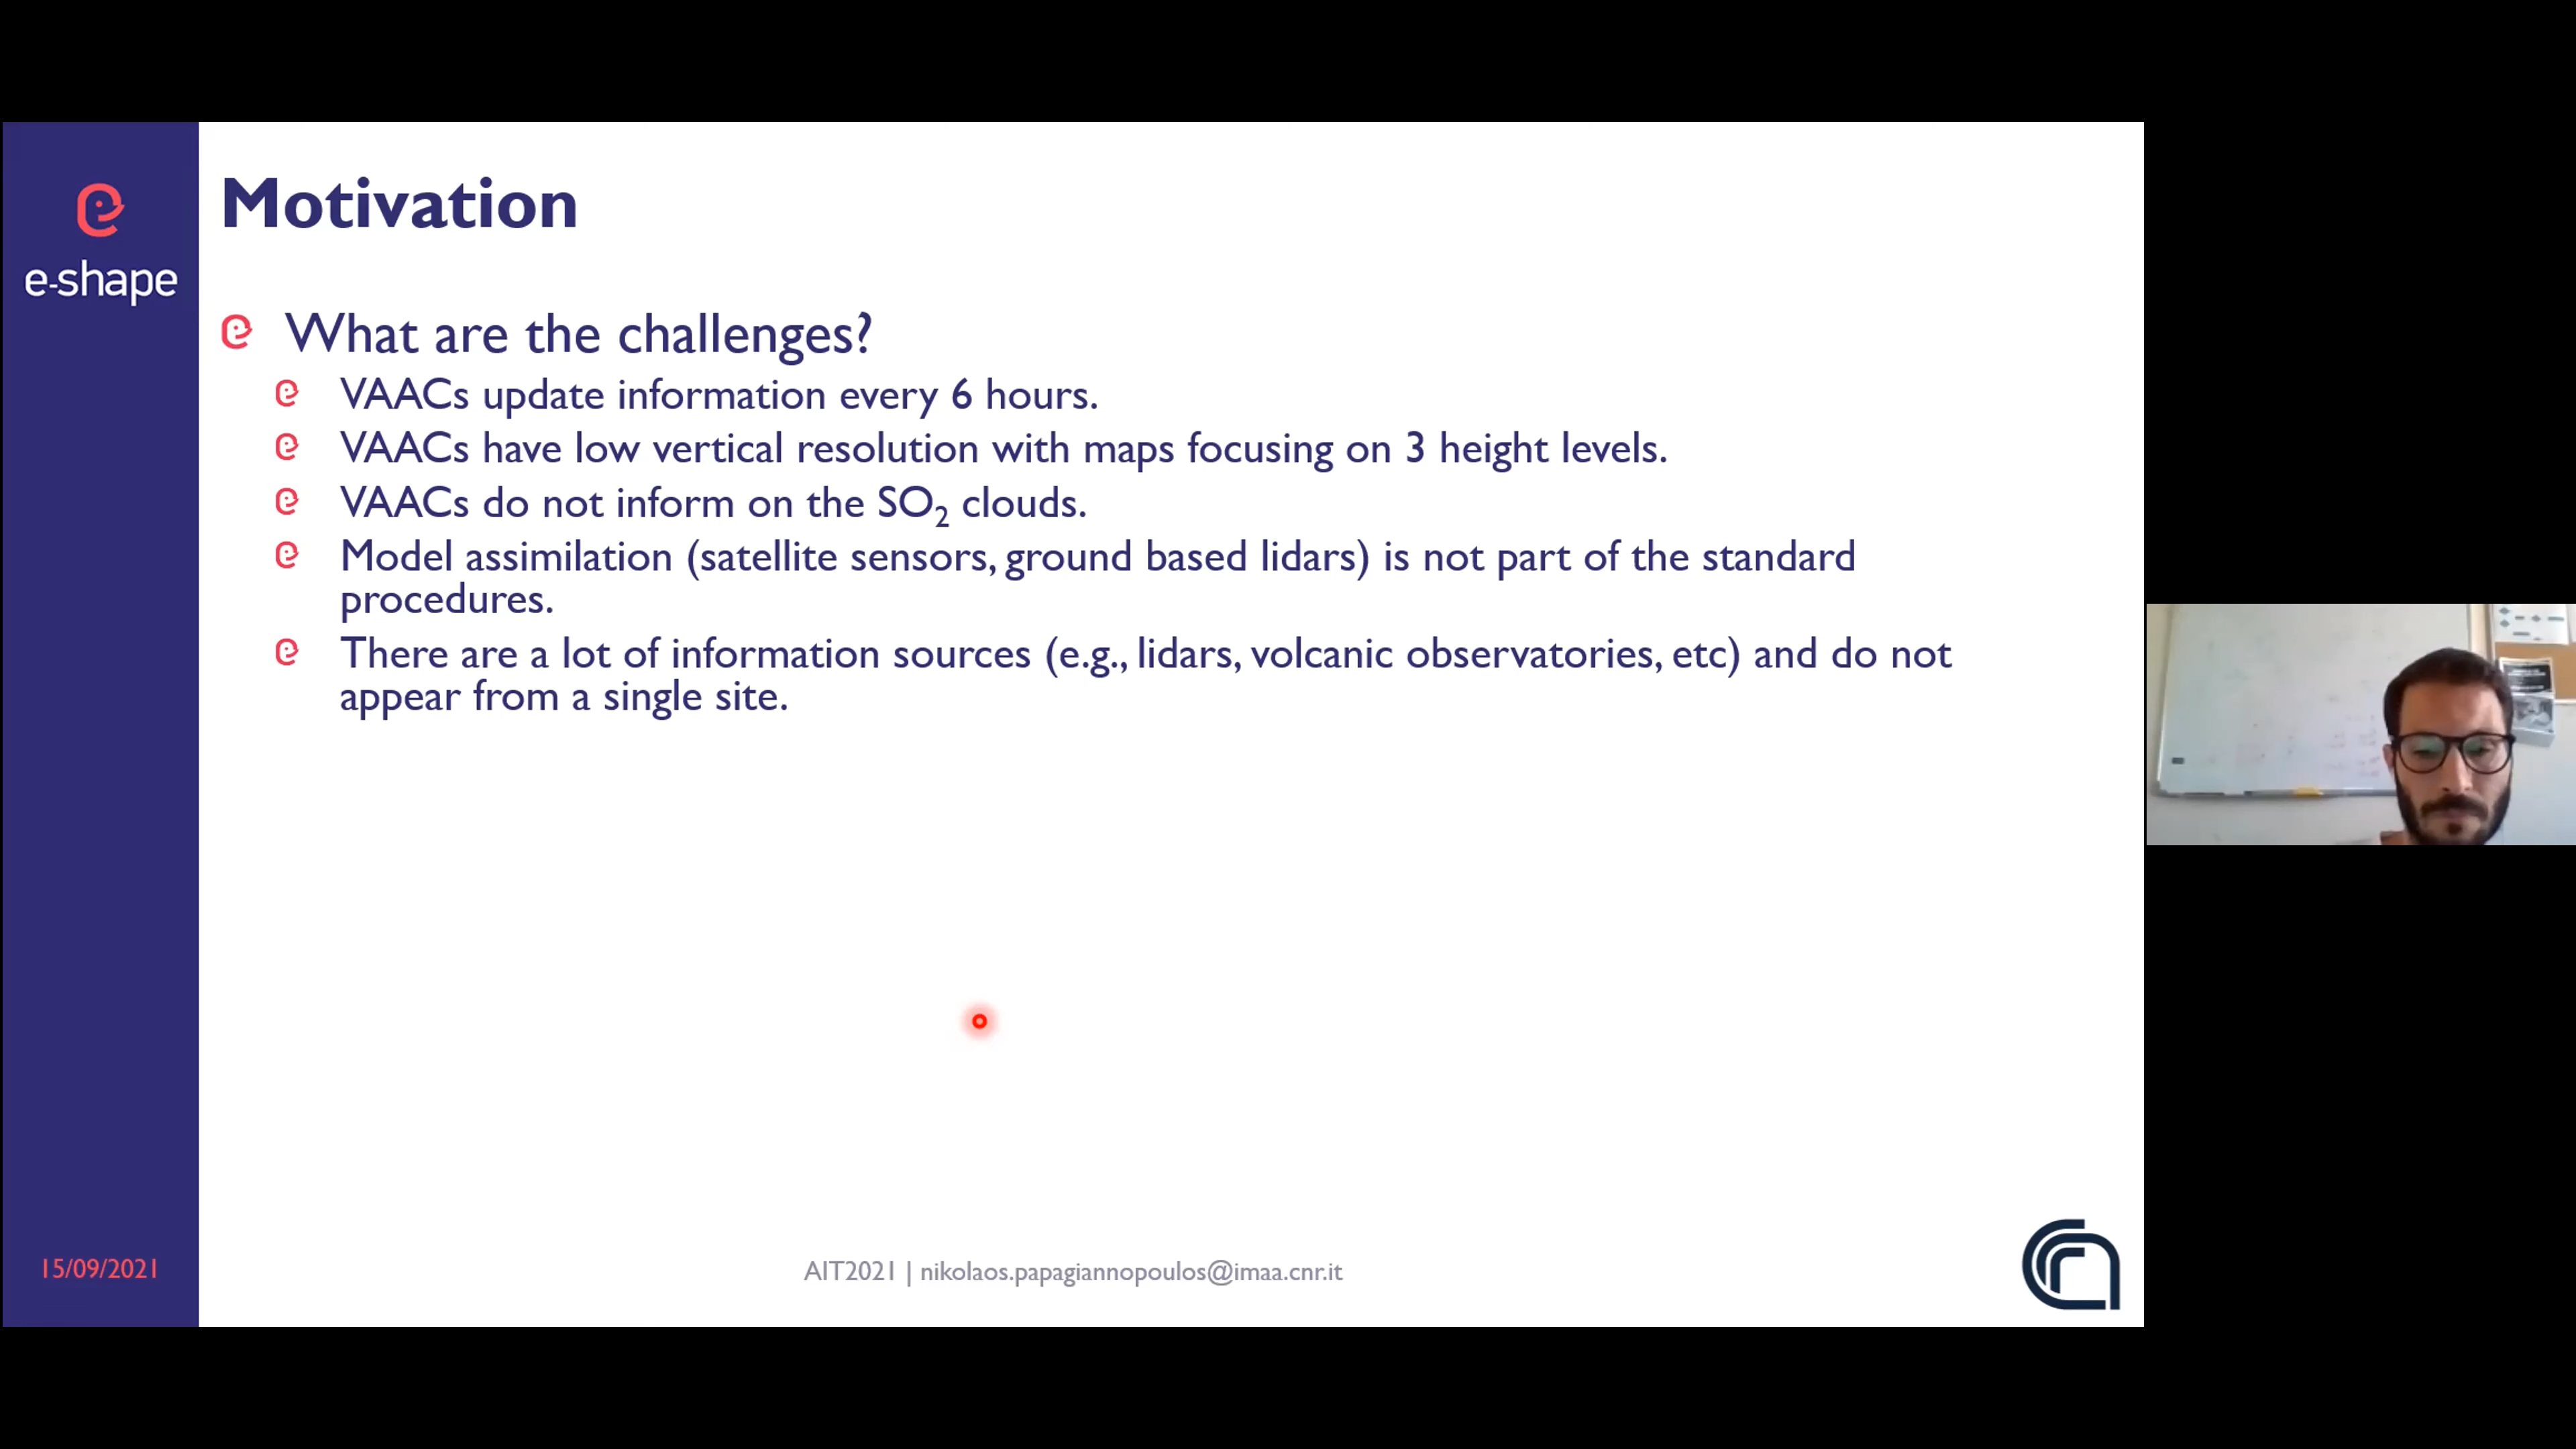 e-shape
Motivation
What are the challenges?
VAACs update information every 6 hours.
VAACs have low vertical resolution with maps focusing on 3 height levels.
VAACs do not inform on the SO₂ clouds.
Model assimilation (satellite sensors, ground based lidars) is not part of the standard
procedures.
There are a lot of information sources (e.g., lidars, volcanic observatories, etc) and do not
appear from a single site.
15/09/2021
AIT2021 | nikolaos.papagiannopoulos@imaa.cnr.it